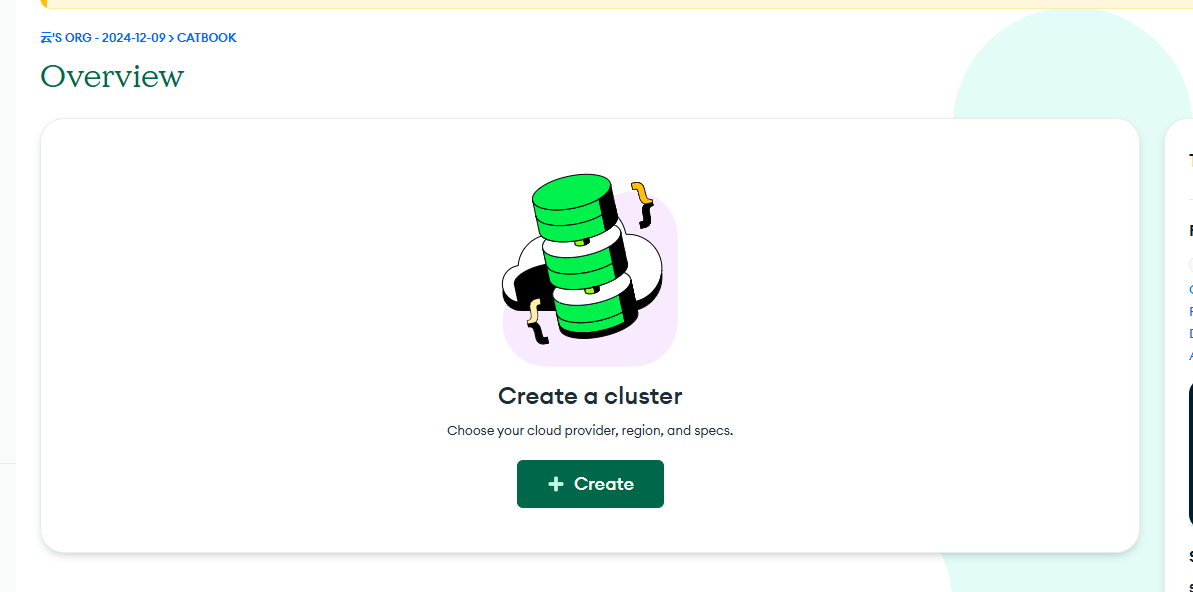 云'S ORG - 2024-12-09 > CATBOOK
Overview
Create a cluster
Choose your cloud provider, region, and specs.
+ Create